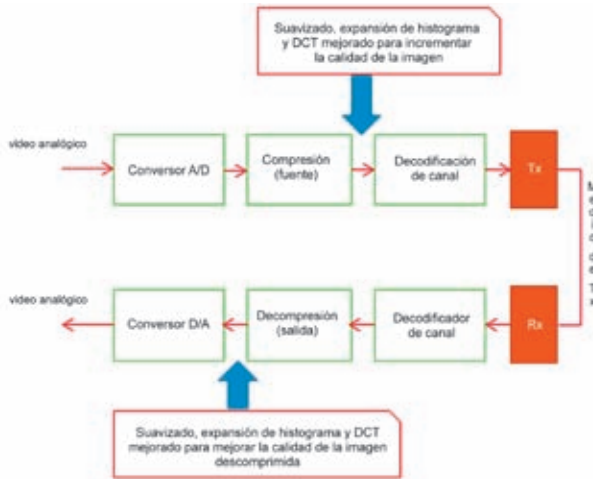 Suavizado, expansión de histograma
y DCT mejorado para incrementar
la calidad de la imagen
video analógico
Conversor A/D
Compresión
(fuente)
Decodificación
de canal
Tx
video analógico
Conversor D/A
Decompresión
(salida)
Decodificador
de canal
Rx
Suavizado, expansión de histograma y DCT
mejorado para mejorar la calidad de la imagen
descomprimida